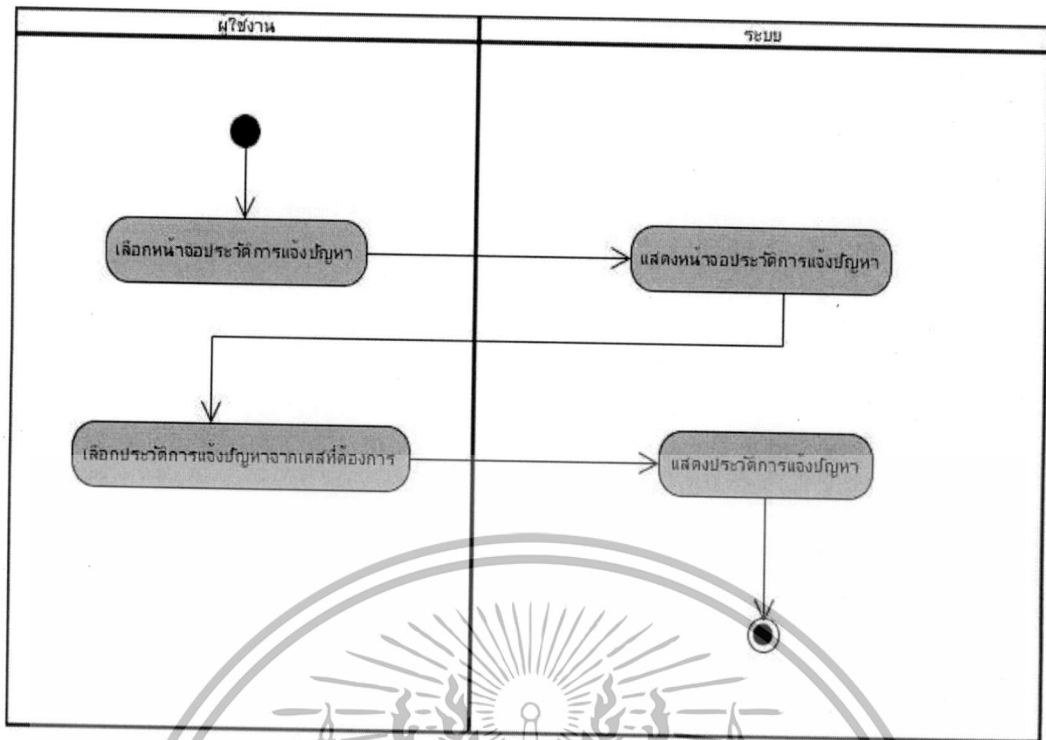 ผู้ใช้งาน
ระบบ
เลือกหน้าจอประวัติการแจ้งปัญหา
แสดงหน้าจอประวัติการแจ้งปัญหา
เลือกประวัติการแจ้งปัญหาจากเคสที่ต้องการ
แสดงประวัติการแจ้งปัญหา